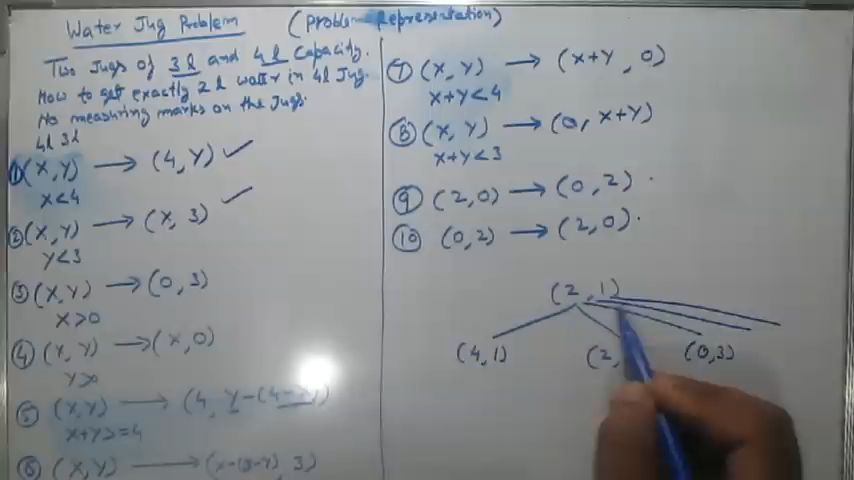 Water Jug Problem (Problem Representation)
Two Jugs of 3l and 4l Capacity.
How to get exactly 2 l water in 4l Jug.
No measuring marks on the Jugs.
4l 3l
① (X,Y) → (4,Y) ✓
X<4
② (X,Y) → (X,3) ✓
Y<3
③ (X,Y) → (0,3)
X>0
④ (X,Y) → (X,0)
Y>0
⑤ (X,Y) → (4, Y-(4-X))
X+Y>=4
⑥ (X,Y) → (X-(3-Y), 3)
⑦ (X,Y) → (X+Y, 0)
X+Y<4
⑧ (X,Y) → (0, X+Y)
X+Y<3
⑨ (2,0) → (0,2)
⑩ (0,2) → (2,0)
(2,1)
(4,1) (2, (0,3)